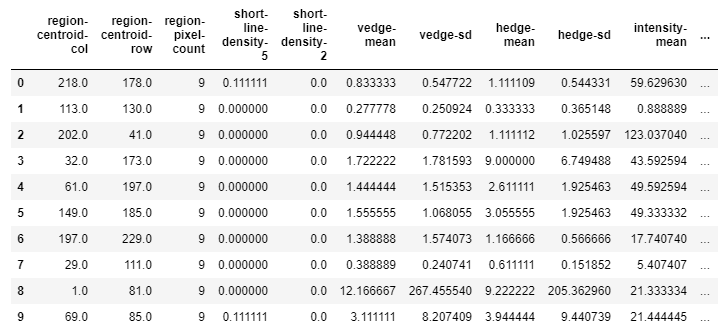 region-centroid-col region-centroid-row region-pixel-count short-line-density-5 short-line-density-2 vedge-mean vedge-sd hedge-mean hedge-sd intensity-mean ...
0 218.0 178.0 9 0.111111 0.0 0.833333 0.547722 1.111109 0.544331 59.629630 ...
1 113.0 130.0 9 0.000000 0.0 0.277778 0.250924 0.333333 0.365148 0.888889 ...
2 202.0 41.0 9 0.000000 0.0 0.944448 0.772202 1.111112 1.025597 123.037040 ...
3 32.0 173.0 9 0.000000 0.0 1.722222 1.781593 9.000000 6.749488 43.592594 ...
4 61.0 197.0 9 0.000000 0.0 1.444444 1.515353 2.611111 1.925463 49.592594 ...
5 149.0 185.0 9 0.000000 0.0 1.555555 1.068055 3.055555 1.925463 49.333332 ...
6 197.0 229.0 9 0.000000 0.0 1.388888 1.574073 1.166666 0.566666 17.740740 ...
7 29.0 111.0 9 0.000000 0.0 0.388889 0.240741 0.611111 0.151852 5.407407 ...
8 1.0 81.0 9 0.000000 0.0 12.166667 267.455540 9.222222 205.362960 21.333334 ...
9 69.0 85.0 9 0.111111 0.0 3.111111 8.207409 3.944444 9.440739 21.444445 ...